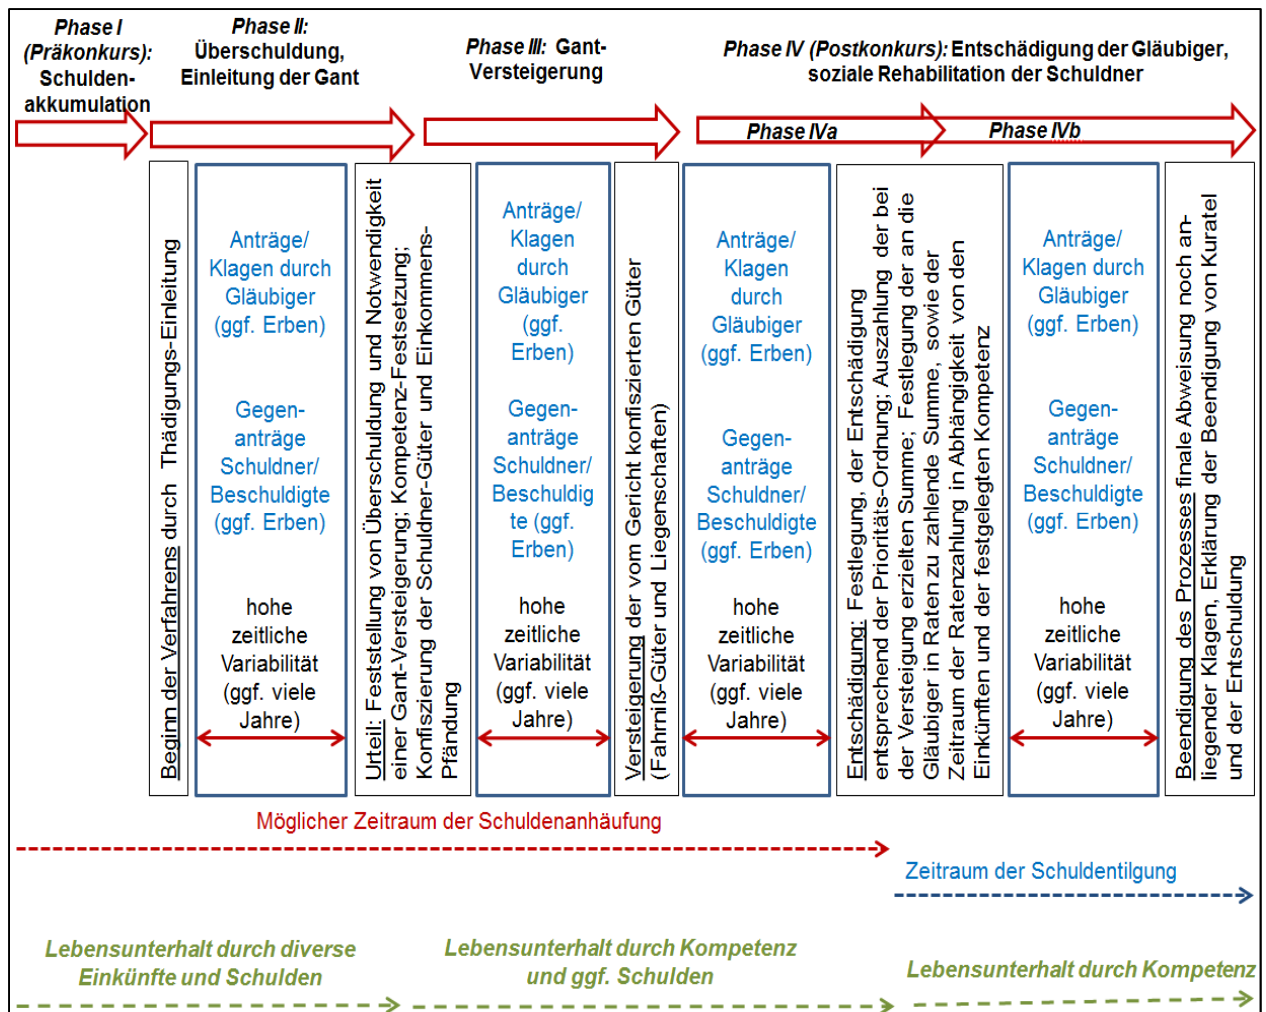 Phase I
(Präkonkurs):
Schulden-
akkumulation
Phase II:
Überschuldung,
Einleitung der Gant
Phase III: Gant-
Versteigerung
Phase IV (Postkonkurs): Entschädigung der Gläubiger,
soziale Rehabilitation der Schuldner
Phase IVa
Phase IVb
Beginn der Verfahrens durch Thädigungs-Einleitung
Anträge/
Klagen durch
Gläubiger
(ggf. Erben)
Gegen-
anträge
Schuldner/
Beschuldigte
(ggf. Erben)
hohe
zeitliche
Variabilität
(ggf. viele
Jahre)
Urteil: Feststellung von Überschuldung und Notwendigkeit
einer Gant-Versteigerung; Kompetenz-Festsetzung;
Konfiszierung der Schuldner-Güter und Einkommens-
Pfändung
Anträge/
Klagen
durch
Gläubiger
(ggf.
Erben)
Gegen-
anträge
Schuldner/
Beschuldig
te (ggf.
Erben)
hohe
zeitliche
Variabilität
(ggf. viele
Jahre)
Versteigerung der vom Gericht konfiszierten Güter
(Fahrniß-Güter und Liegenschaften)
Anträge/
Klagen
durch
Gläubiger
(ggf. Erben)
Gegen-
anträge
Schuldner/
Beschuldigte
(ggf. Erben)
hohe
zeitliche
Variabilität
(ggf. viele
Jahre)
Entschädigung: Festlegung, der Entschädigung
entsprechend der Prioritäts-Ordnung; Auszahlung der bei
der Versteigerung erzielten Summe; Festlegung der an die
Gläubiger in Raten zu zahlende Summe, sowie der
Zeitraum der Ratenzahlung in Abhängigkeit von den
Einkünften und der festgelegten Kompetenz
Anträge/
Klagen durch
Gläubiger
(ggf. Erben)
Gegen-
anträge
Schuldner/
Beschuldigte
(ggf. Erben)
hohe
zeitliche
Variabilität
(ggf. viele
Jahre)
Beendigung des Prozesses finale Abweisung noch an-
liegender Klagen, Erklärung der Beendigung von Kuratel
und der Entschuldung
Möglicher Zeitraum der Schuldenanhäufung
Zeitraum der Schuldentilgung
Lebensunterhalt durch diverse
Einkünfte und Schulden
Lebensunterhalt durch Kompetenz
und ggf. Schulden
Lebensunterhalt durch Kompetenz